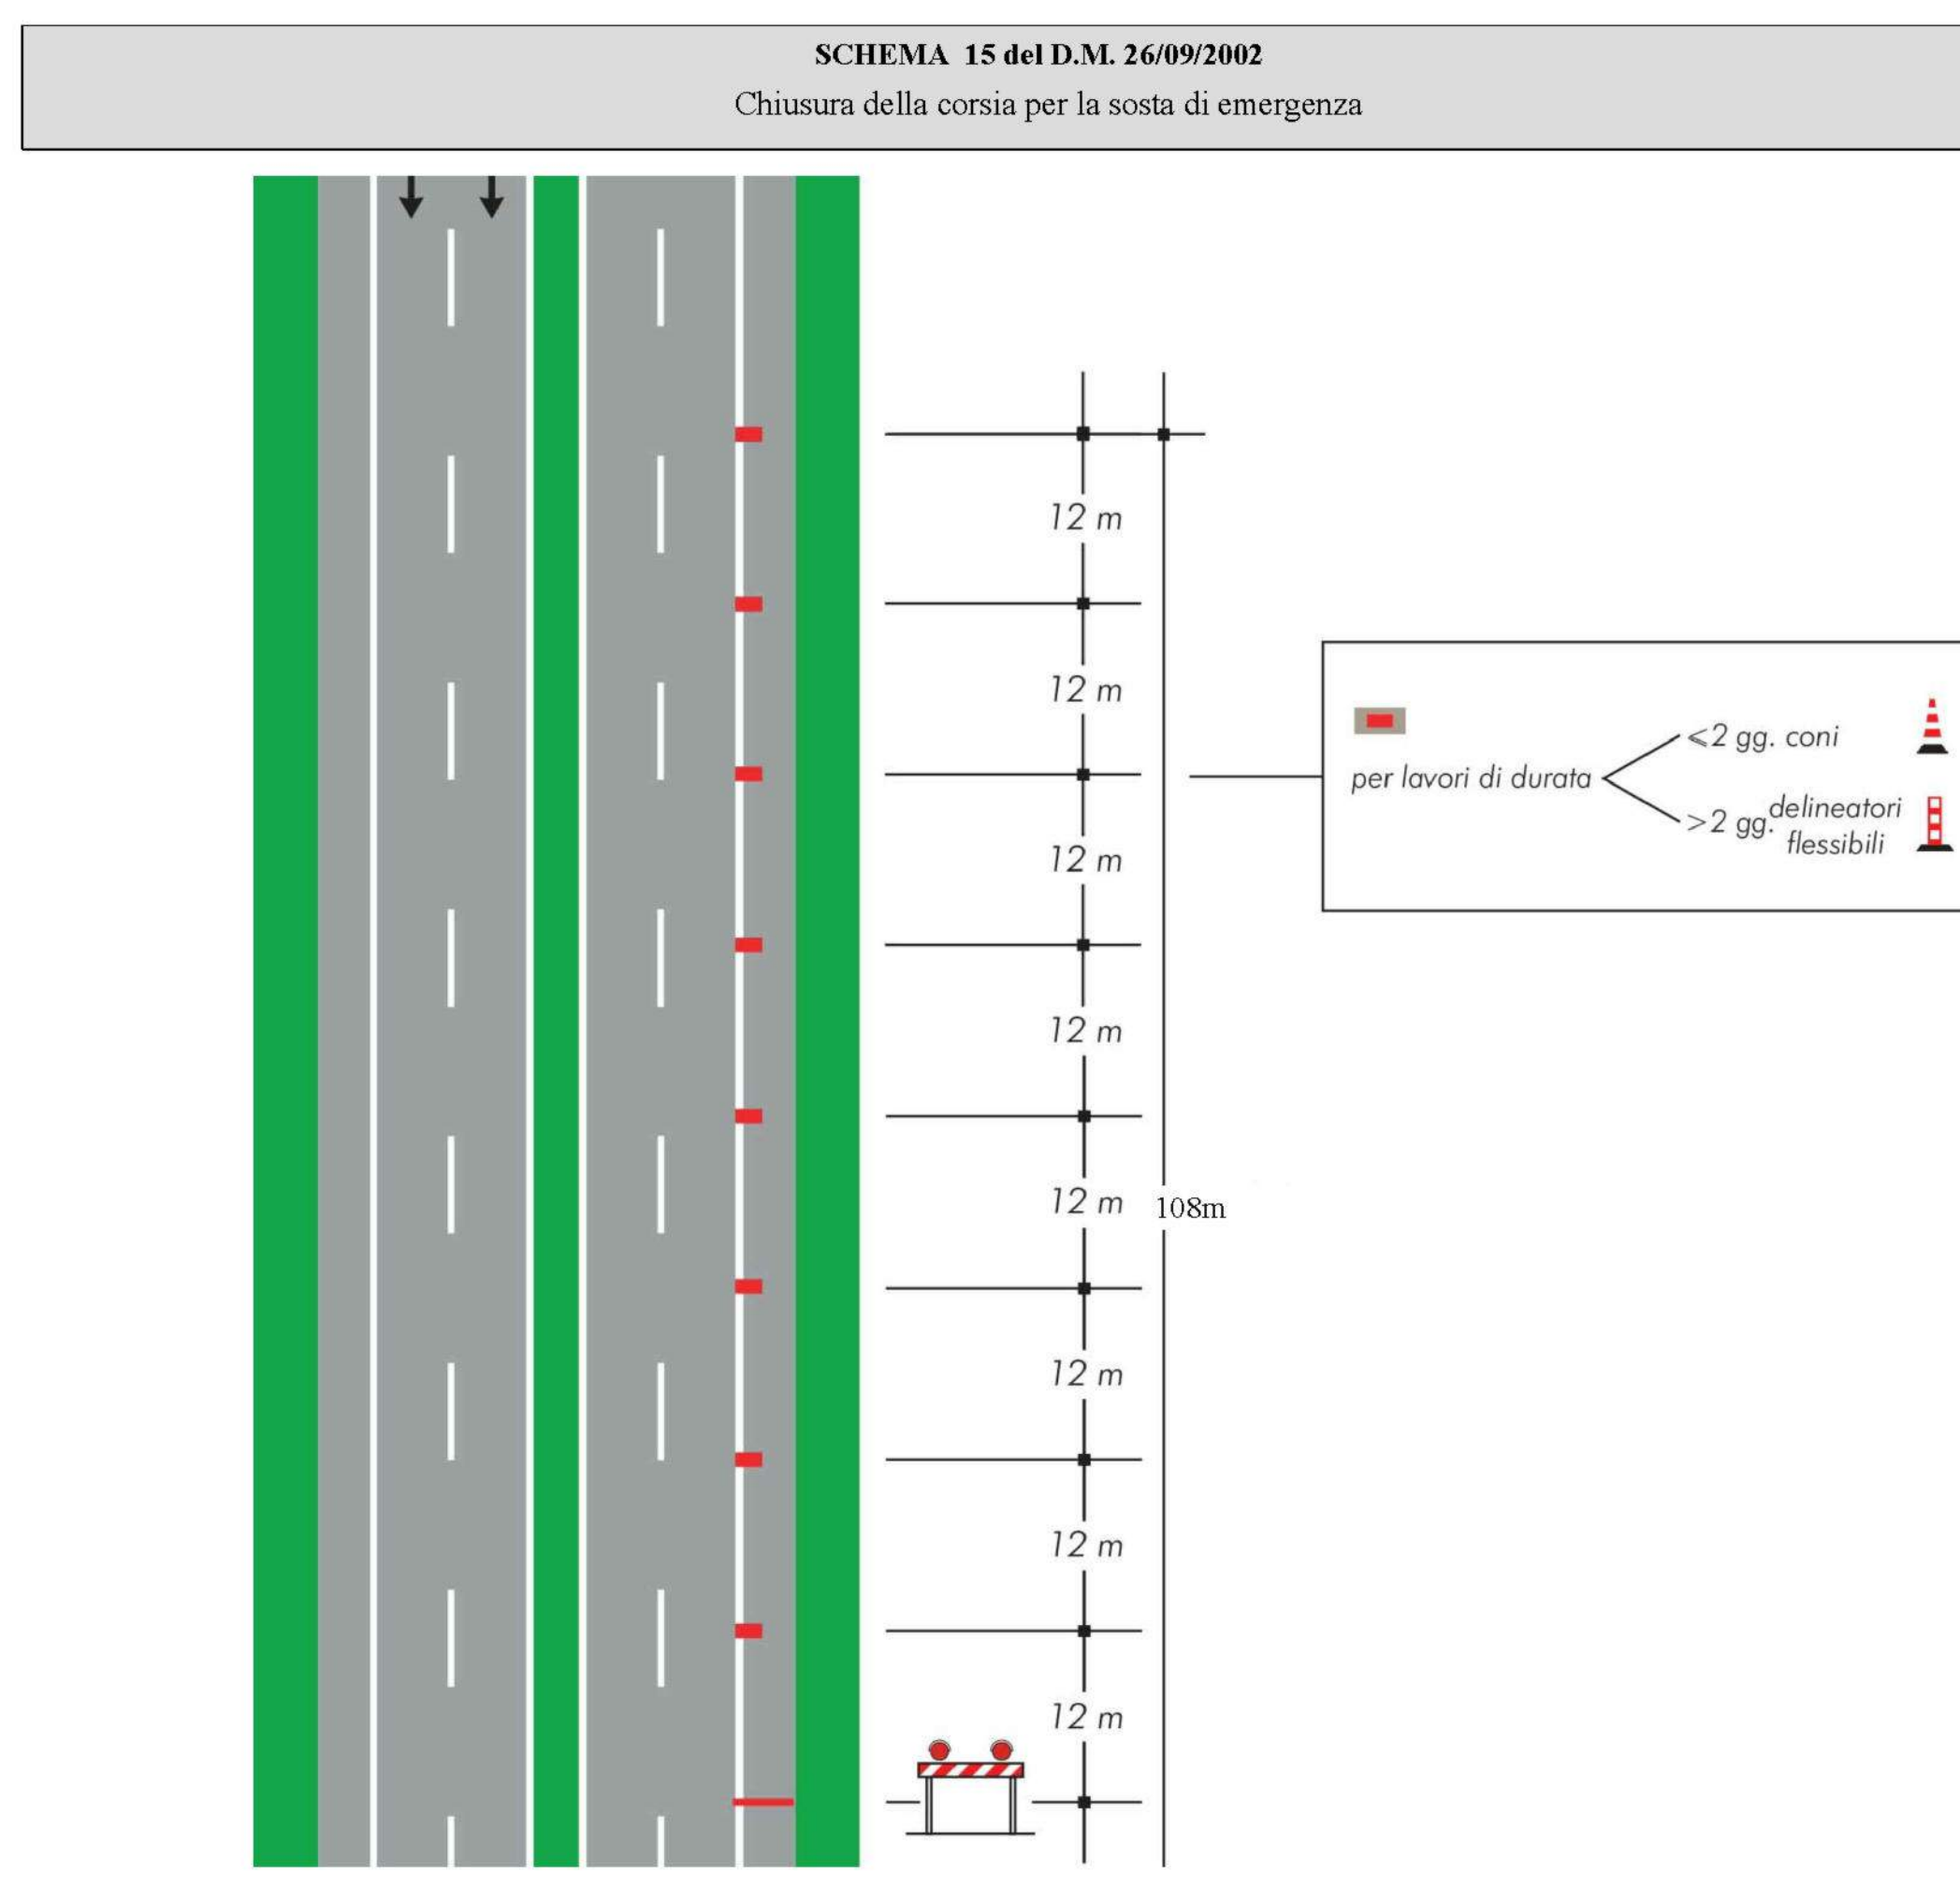 SCHEMA 15 del D.M. 26/09/2002
Chiusura della corsia per la sosta di emergenza
12 m
12 m
⩽2 gg. coni
per lavori di durata
>2 gg. delineatori
flessibili
12 m
12 m
12 m 108m
12 m
12 m
12 m